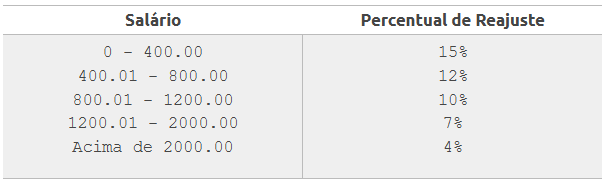 Salário Percentual de Reajuste
0 - 400.00 15%
400.01 - 800.00 12%
800.01 - 1200.00 10%
1200.01 - 2000.00 7%
Acima de 2000.00 4%